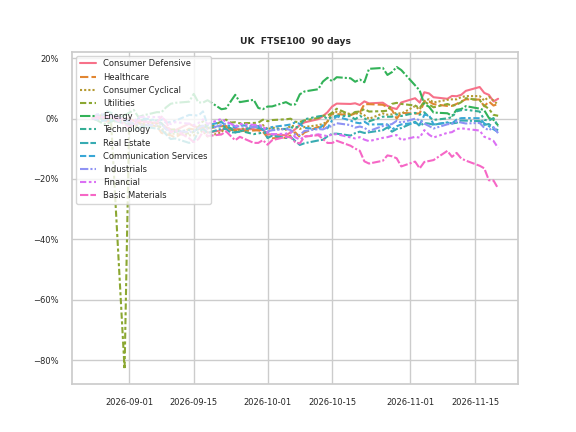 UK FTSE100 90 days
20%
0%
−20%
−40%
−60%
−80%
Consumer Defensive
Healthcare
Consumer Cyclical
Utilities
Energy
Technology
Real Estate
Communication Services
Industrials
Financial
Basic Materials
2026-09-01 2026-09-15 2026-10-01 2026-10-15 2026-11-01 2026-11-15